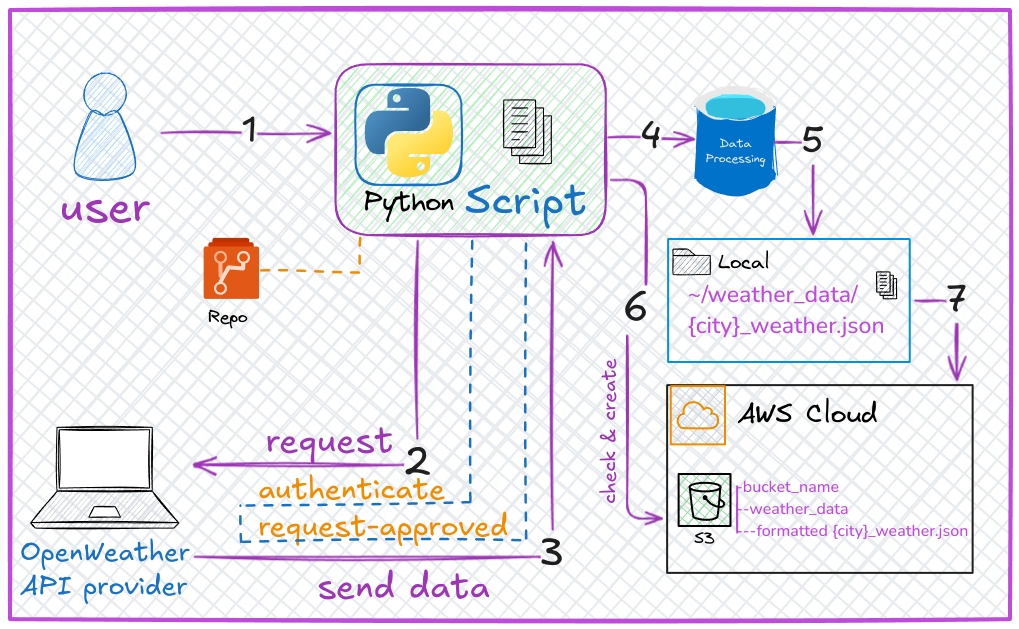 1
user
Python
Script
4
Data
Processing
5
Repo
Local
~/weather_data/
{city}_weather.json
6
7
check & create
AWS Cloud
S3
-bucket_name
--weather_data
---formatted {city}_weather.json
request
2
authenticate
request-approved
3
OpenWeather
API provider
send data